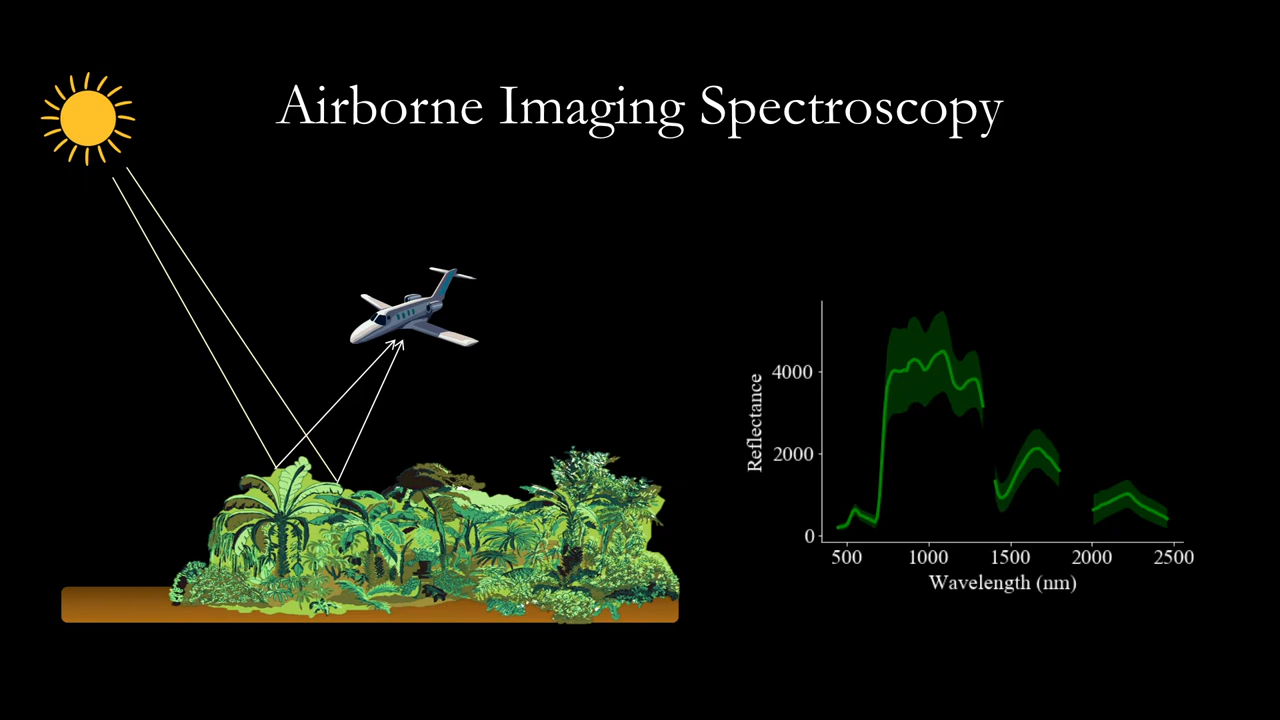 Airborne Imaging Spectroscopy
Reflectance
4000
2000
0
500 1000 1500 2000 2500
Wavelength (nm)